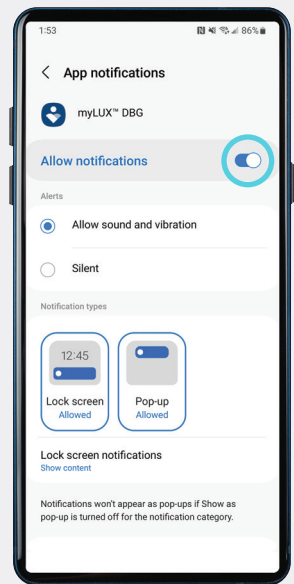 1:53 86%
App notifications
myLUX™ DBG
Allow notifications
Alerts
Allow sound and vibration
Silent
Notification types
12:45
Lock screen
Allowed
Pop-up
Allowed
Lock screen notifications
Show content
Notifications won't appear as pop-ups if Show as
pop-up is turned off for the notification category.